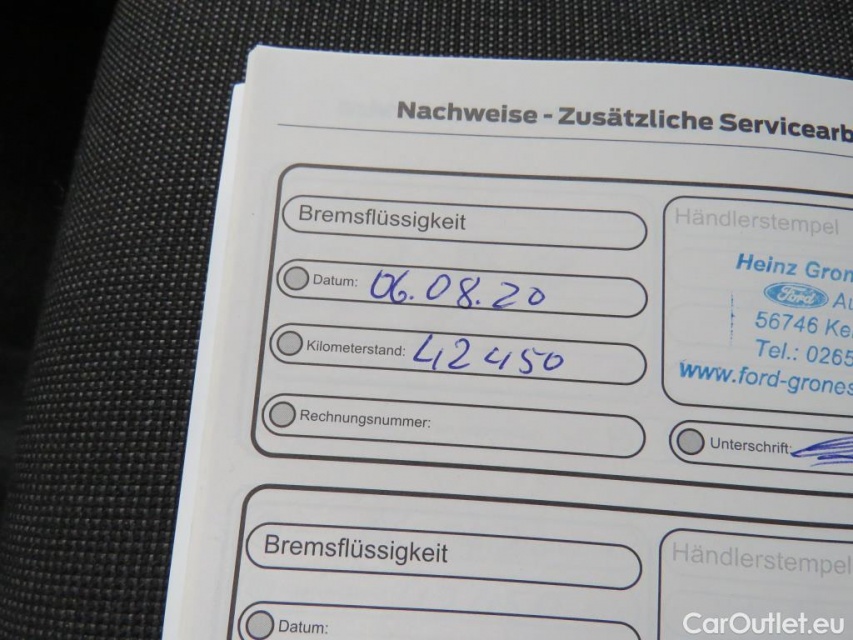 Nachweise - Zusätzliche Servicearb
Bremsflüssigkeit
Datum: 06.08.20
Kilometerstand: 42450
Rechnungsnummer:
Händlerstempel
Heinz Gron
Ford Au
56746 Ke
Tel.: 0265
www.ford-grones
Unterschrift:
Bremsflüssigkeit
Datum:
Händlerstempel
CarOutlet.eu